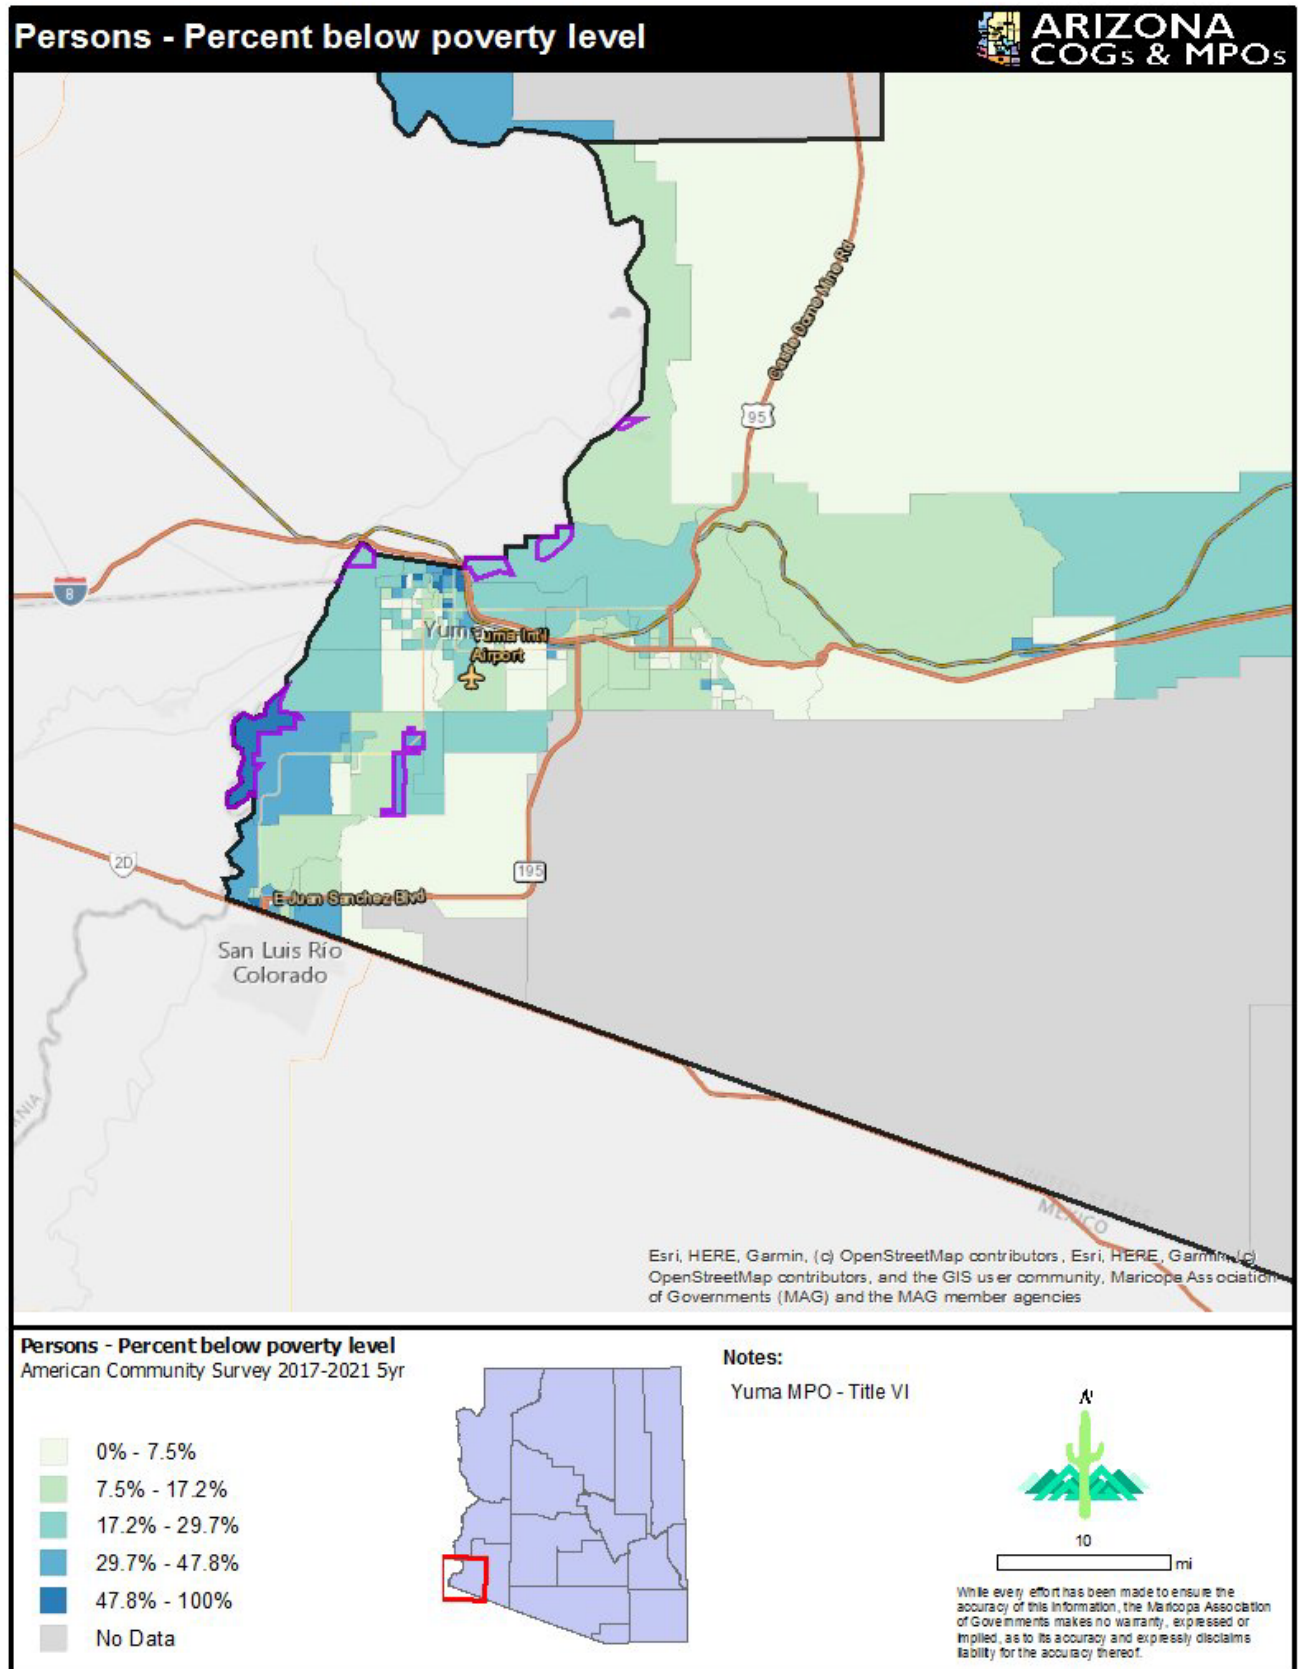 Persons - Percent below poverty level
ARIZONA
COGs & MPOs
Castle Dome Mine Rd
95
8
Yuma
Yuma Int'l
Airport
2D
195
E Juan Sanchez Blvd
San Luis Río
Colorado
UNITED STATES
MEXICO
Esri, HERE, Garmin, (c) OpenStreetMap contributors, Esri, HERE, Garmin, (c)
OpenStreetMap contributors, and the GIS user community, Maricopa Association
of Governments (MAG) and the MAG member agencies
Persons - Percent below poverty level
American Community Survey 2017-2021 5yr
0% - 7.5%
7.5% - 17.2%
17.2% - 29.7%
29.7% - 47.8%
47.8% - 100%
No Data
Notes:
Yuma MPO - Title VI
N
10
mi
While every effort has been made to ensure the
accuracy of this information, the Maricopa Association
of Governments makes no warranty, expressed or
implied, as to its accuracy and expressly disclaims
liability for the accuracy thereof.